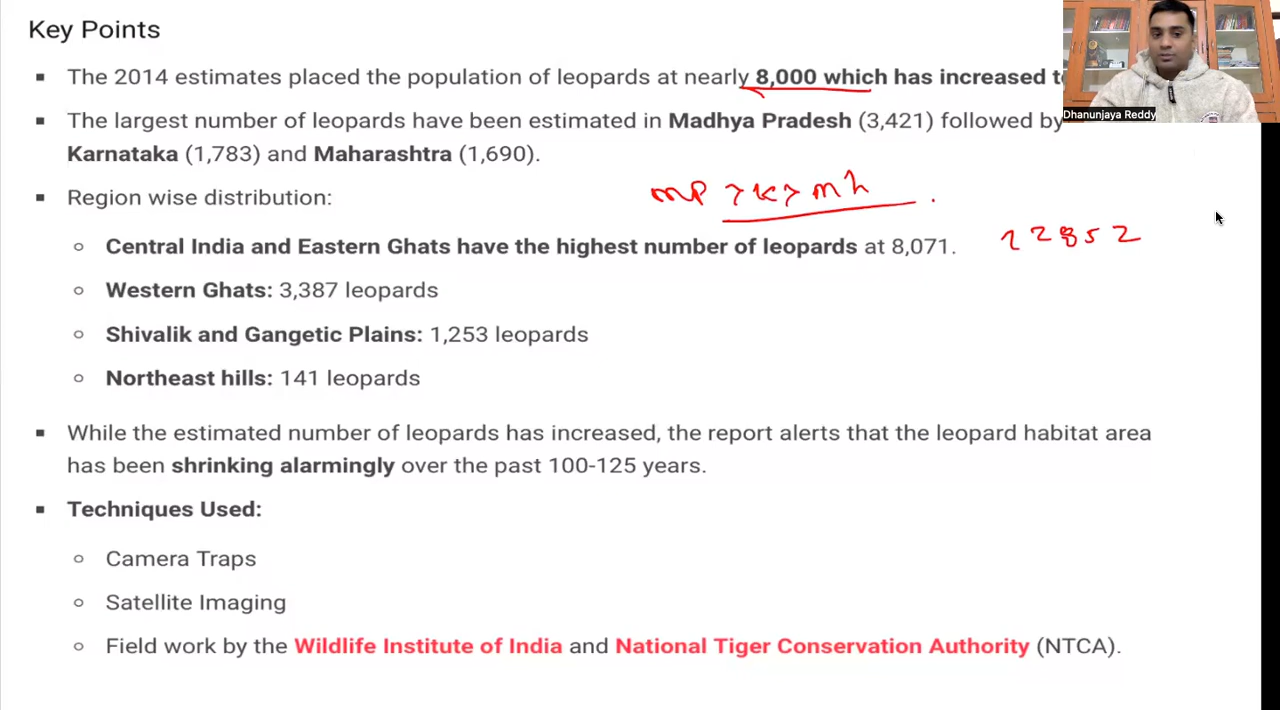 Key Points
The 2014 estimates placed the population of leopards at nearly 8,000 which has increased
Dhanunjaya Reddy
The largest number of leopards have been estimated in Madhya Pradesh (3,421) followed by
Karnataka (1,783) and Maharashtra (1,690).
MP > K > Mh
Region wise distribution:
12852
Central India and Eastern Ghats have the highest number of leopards at 8,071.
Western Ghats: 3,387 leopards
Shivalik and Gangetic Plains: 1,253 leopards
Northeast hills: 141 leopards
While the estimated number of leopards has increased, the report alerts that the leopard habitat area
has been shrinking alarmingly over the past 100-125 years.
Techniques Used:
Camera Traps
Satellite Imaging
Field work by the Wildlife Institute of India and National Tiger Conservation Authority (NTCA).